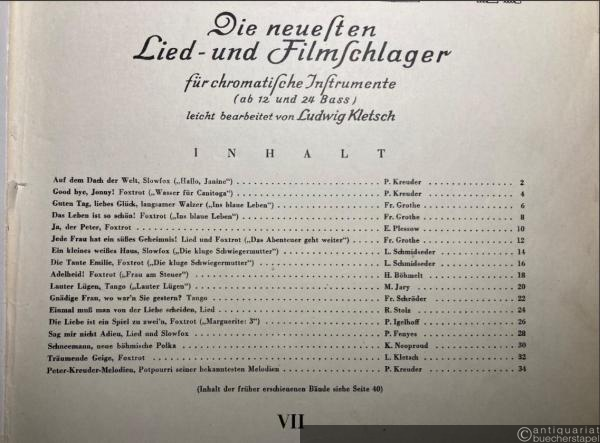 Die neuesten
Lied- und Filmschlager
für chromatische Instrumente
(ab 12 und 24 Bass)
leicht bearbeitet von Ludwig Kletsch
INHALT
Auf dem Dach der Welt, Slowfox („Hallo, Janine“) P. Kreuder 2
Good bye, Jonny! Foxtrot („Wasser für Canitoga“) P. Kreuder 4
Guten Tag, liebes Glück, langsamer Walzer („Ins blaue Leben“) Fr. Grothe 6
Das Leben ist so schön! Foxtrot („Ins blaue Leben“) Fr. Grothe 8
Ja, der Peter, Foxtrot E. Plessow 10
Jede Frau hat ein süßes Geheimnis! Lied und Foxtrot („Das Abenteuer geht weiter“) Fr. Grothe 12
Ein kleines weißes Haus, Slowfox („Die kluge Schwiegermutter“) L. Schmidseder 14
Die Tante Emilie, Foxtrot („Die kluge Schwiegermutter“) L. Schmidseder 16
Adelheid! Foxtrot („Frau am Steuer“) H. Böhmelt 18
Lauter Lügen, Tango („Lauter Lügen“) M. Jary 20
Gnädige Frau, wo war'n Sie gestern? Tango Fr. Schröder 22
Einmal muß man von der Liebe scheiden, Lied R. Stolz 24
Die Liebe ist ein Spiel zu zwei'n, Foxtrot („Marguerite: 3“) P. Igelhoff 26
Sag mir nicht Adieu, Lied und Slowfox P. Fenyes 28
Schneemann, neue böhmische Polka K. Neoproud 30
Träumende Geige, Foxtrot L. Kletsch 32
Peter-Kreuder-Melodien, Potpourri seiner bekanntesten Melodien P. Kreuder 34
(Inhalt der früher erschienenen Bände siehe Seite 40)
VII
©antiquariat
buecherstapel